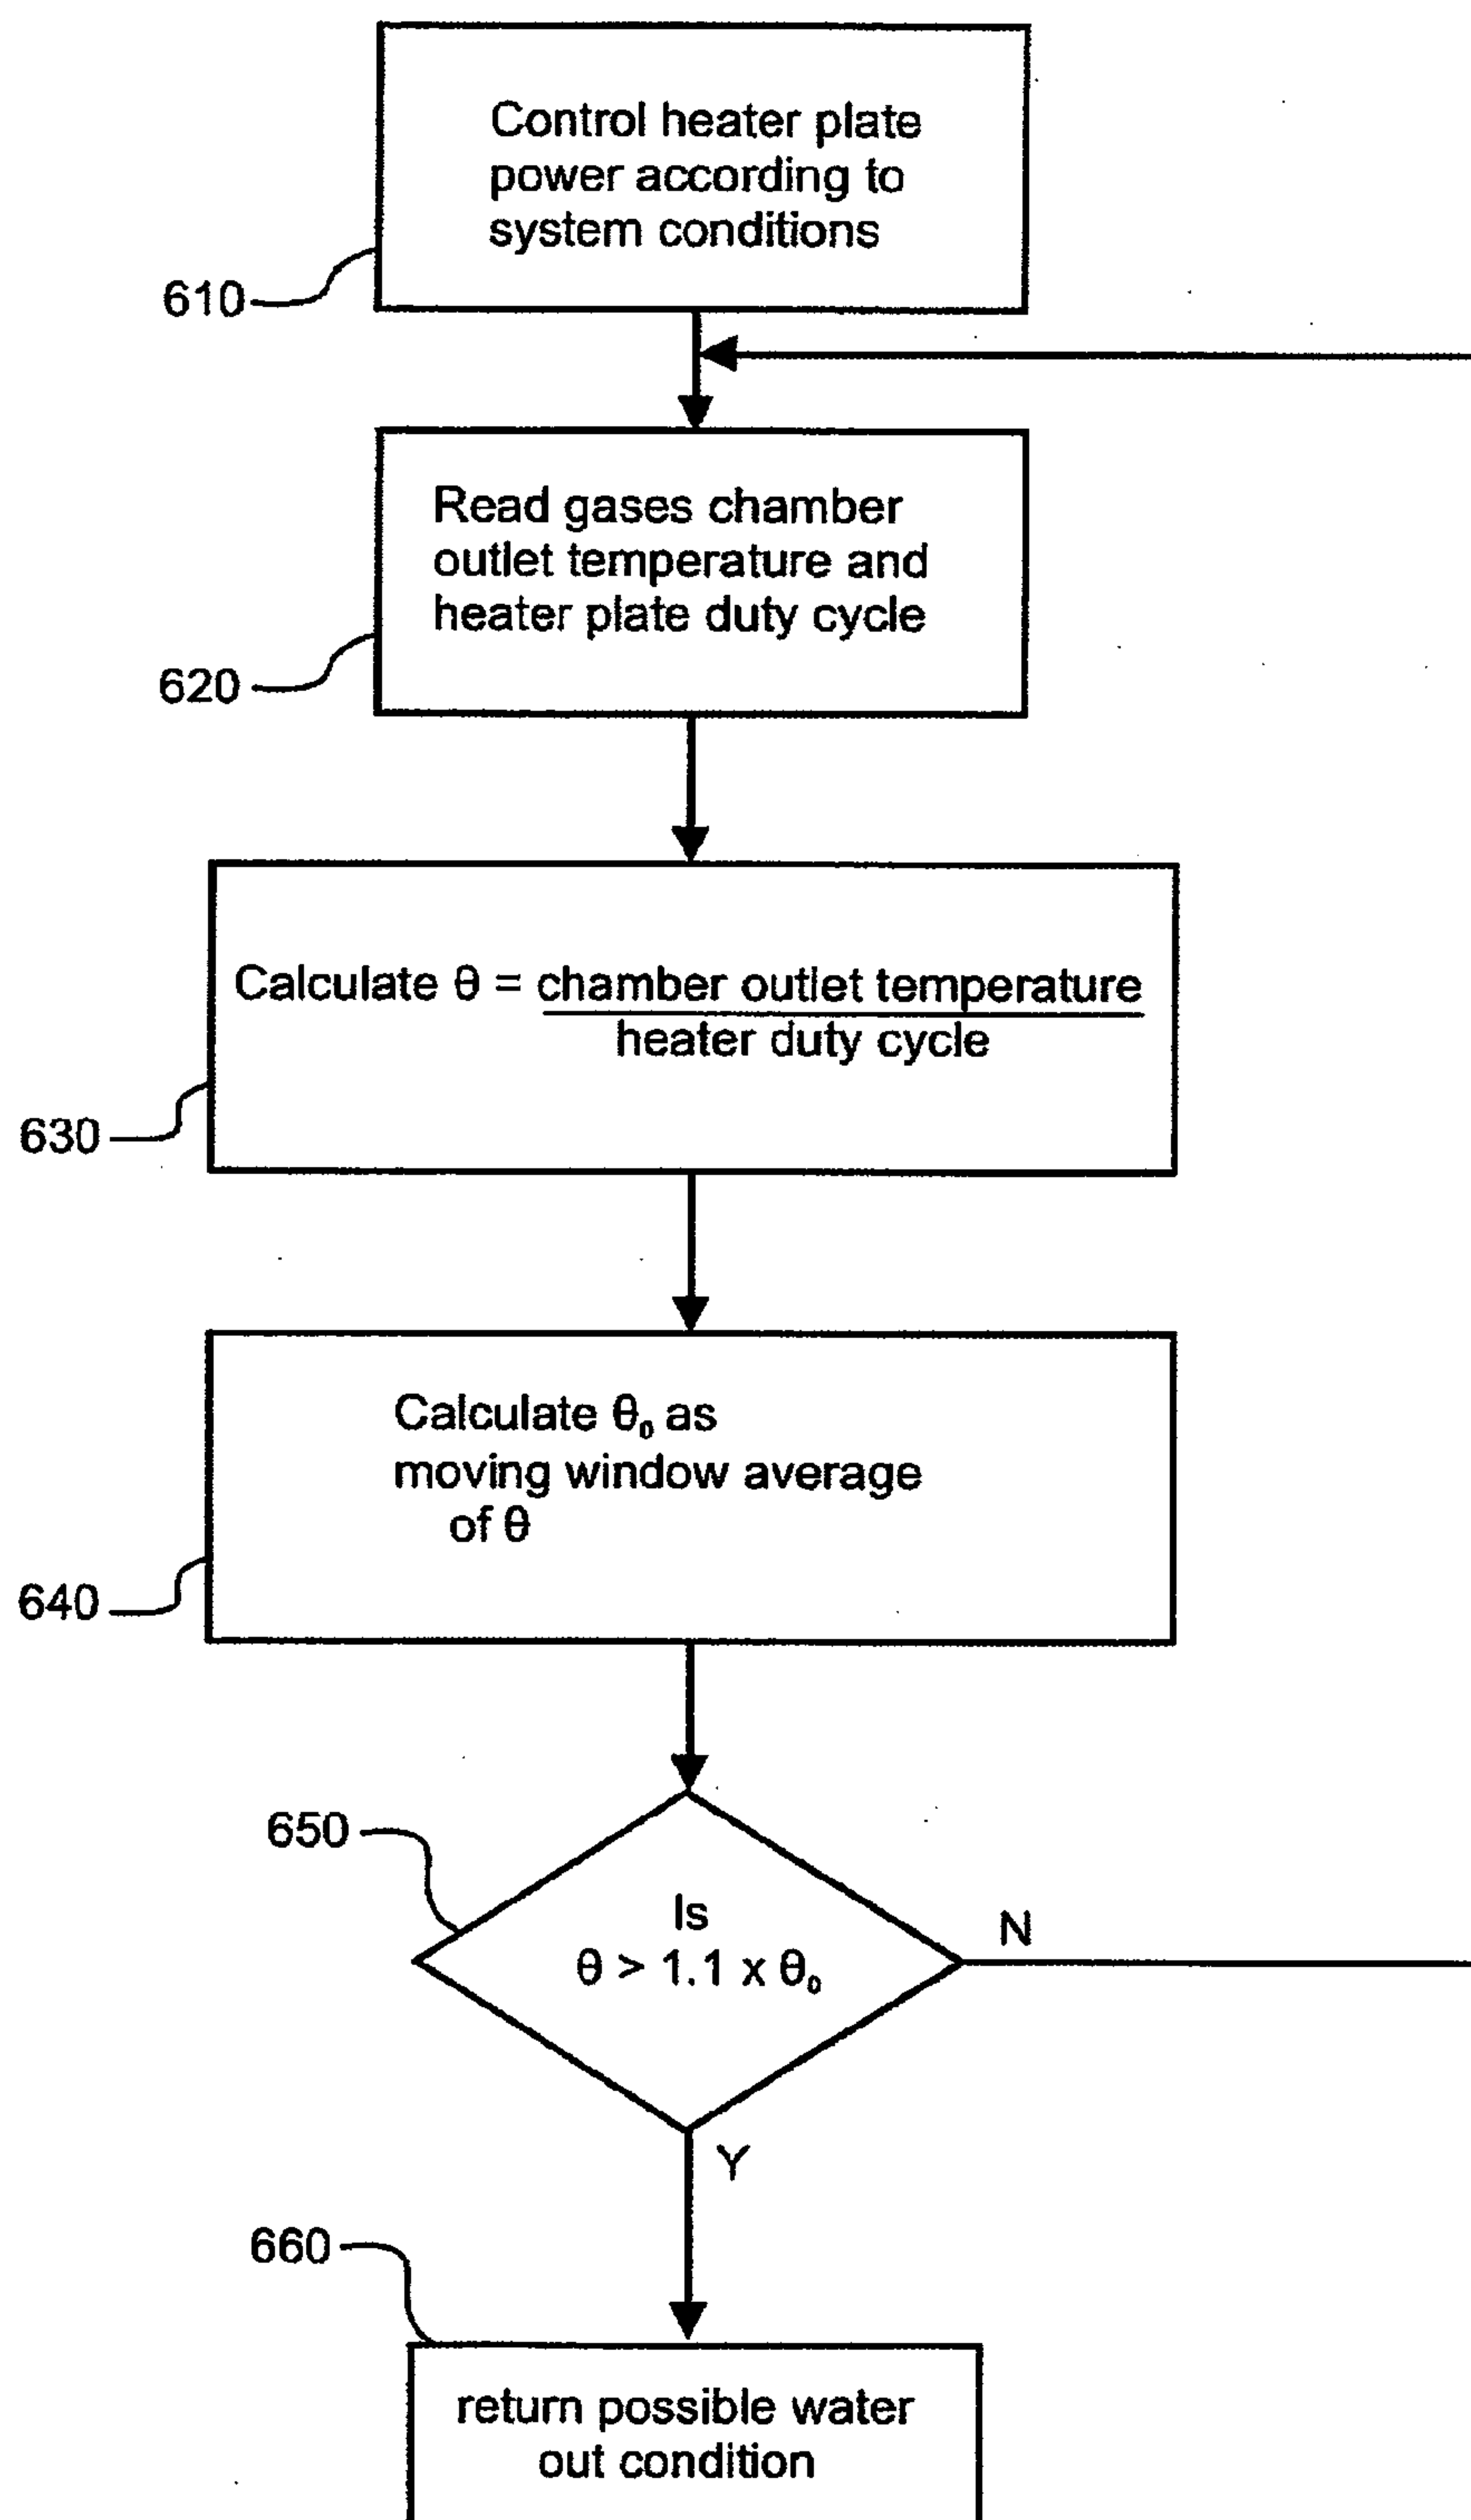 Control heater plate
power according to
system conditions
610
Read gases chamber
outlet temperature and
heater plate duty cycle
620
Calculate θ = chamber outlet temperature
heater duty cycle
630
Calculate θ₀ as
moving window average
of θ
640
650
Is
θ > 1.1 x θ₀
N
Y
660
return possible water
out condition